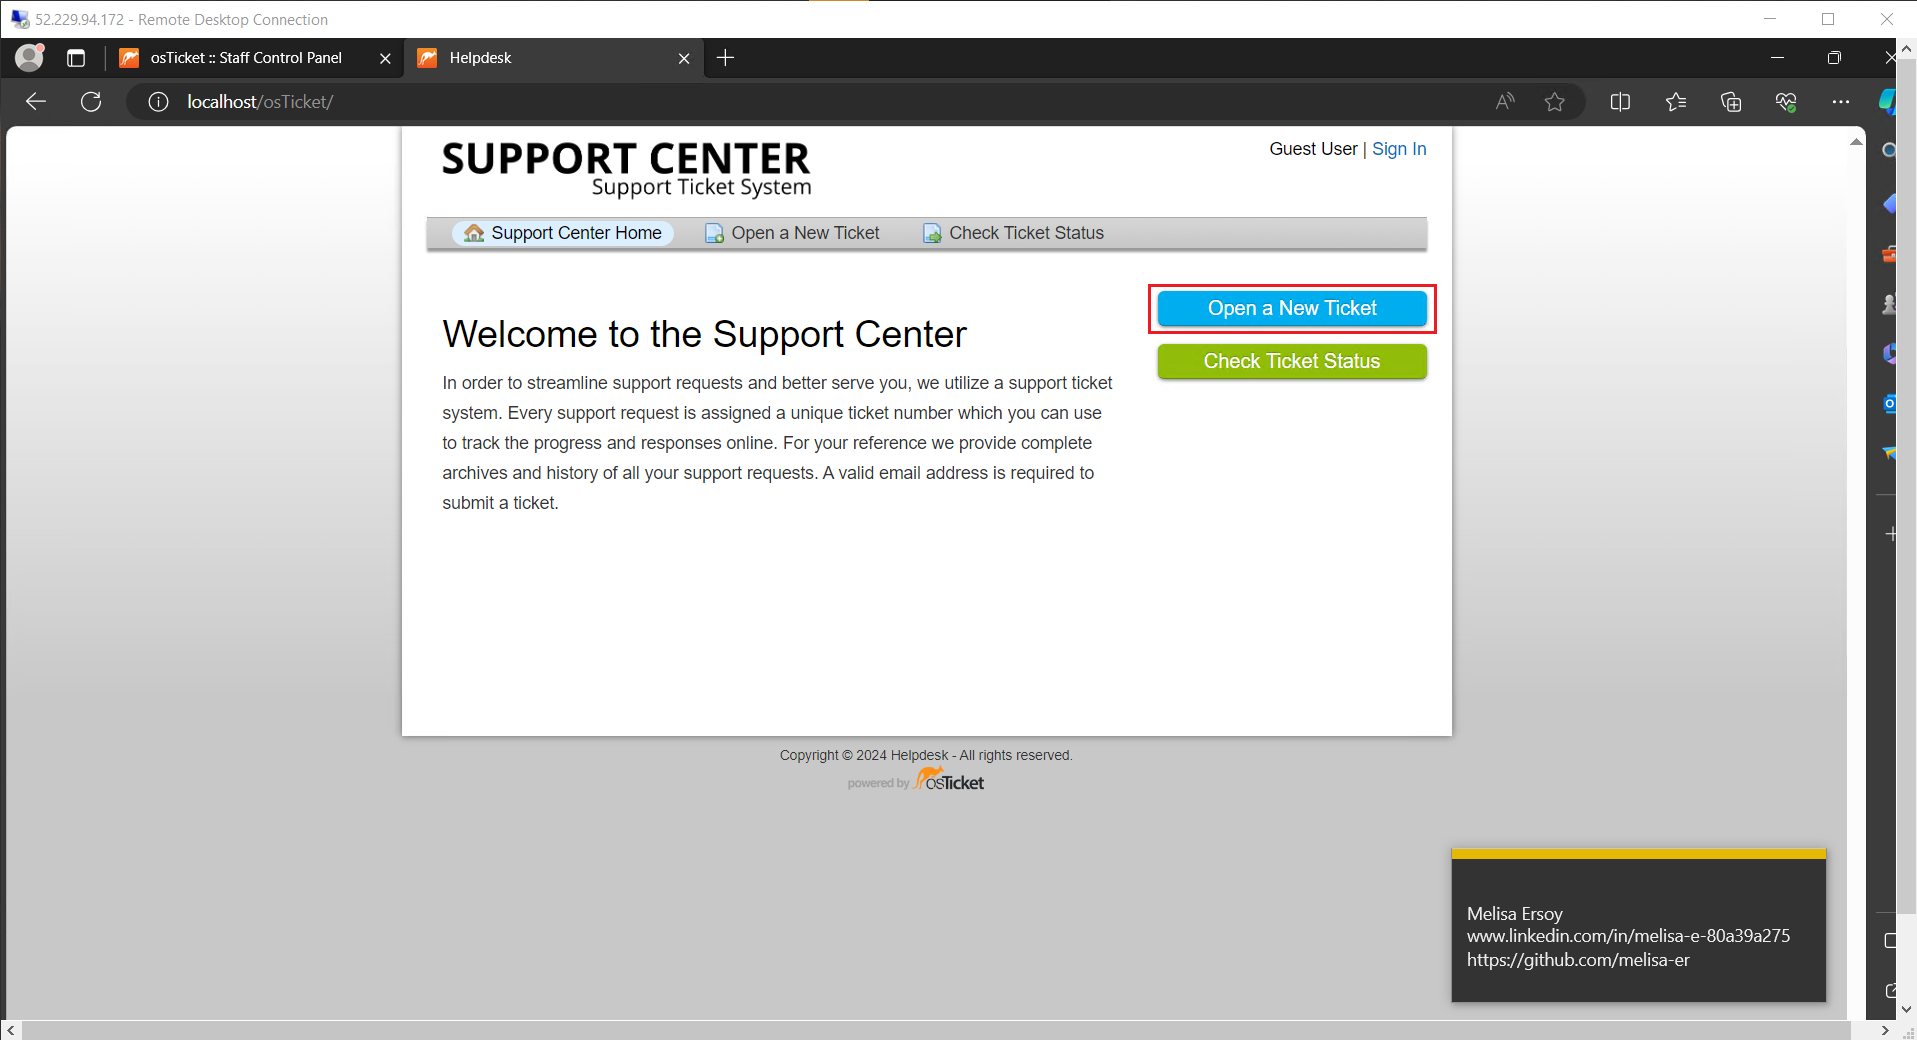 52.229.94.172 - Remote Desktop Connection
osTicket :: Staff Control Panel
Helpdesk
localhost/osTicket/
SUPPORT CENTER
Support Ticket System
Guest User | Sign In
Support Center Home
Open a New Ticket
Check Ticket Status
Open a New Ticket
Check Ticket Status
Welcome to the Support Center
In order to streamline support requests and better serve you, we utilize a support ticket
system. Every support request is assigned a unique ticket number which you can use
to track the progress and responses online. For your reference we provide complete
archives and history of all your support requests. A valid email address is required to
submit a ticket.
Copyright © 2024 Helpdesk - All rights reserved.
powered by osTicket
Melisa Ersoy
www.linkedin.com/in/melisa-e-80a39a275
https://github.com/melisa-er